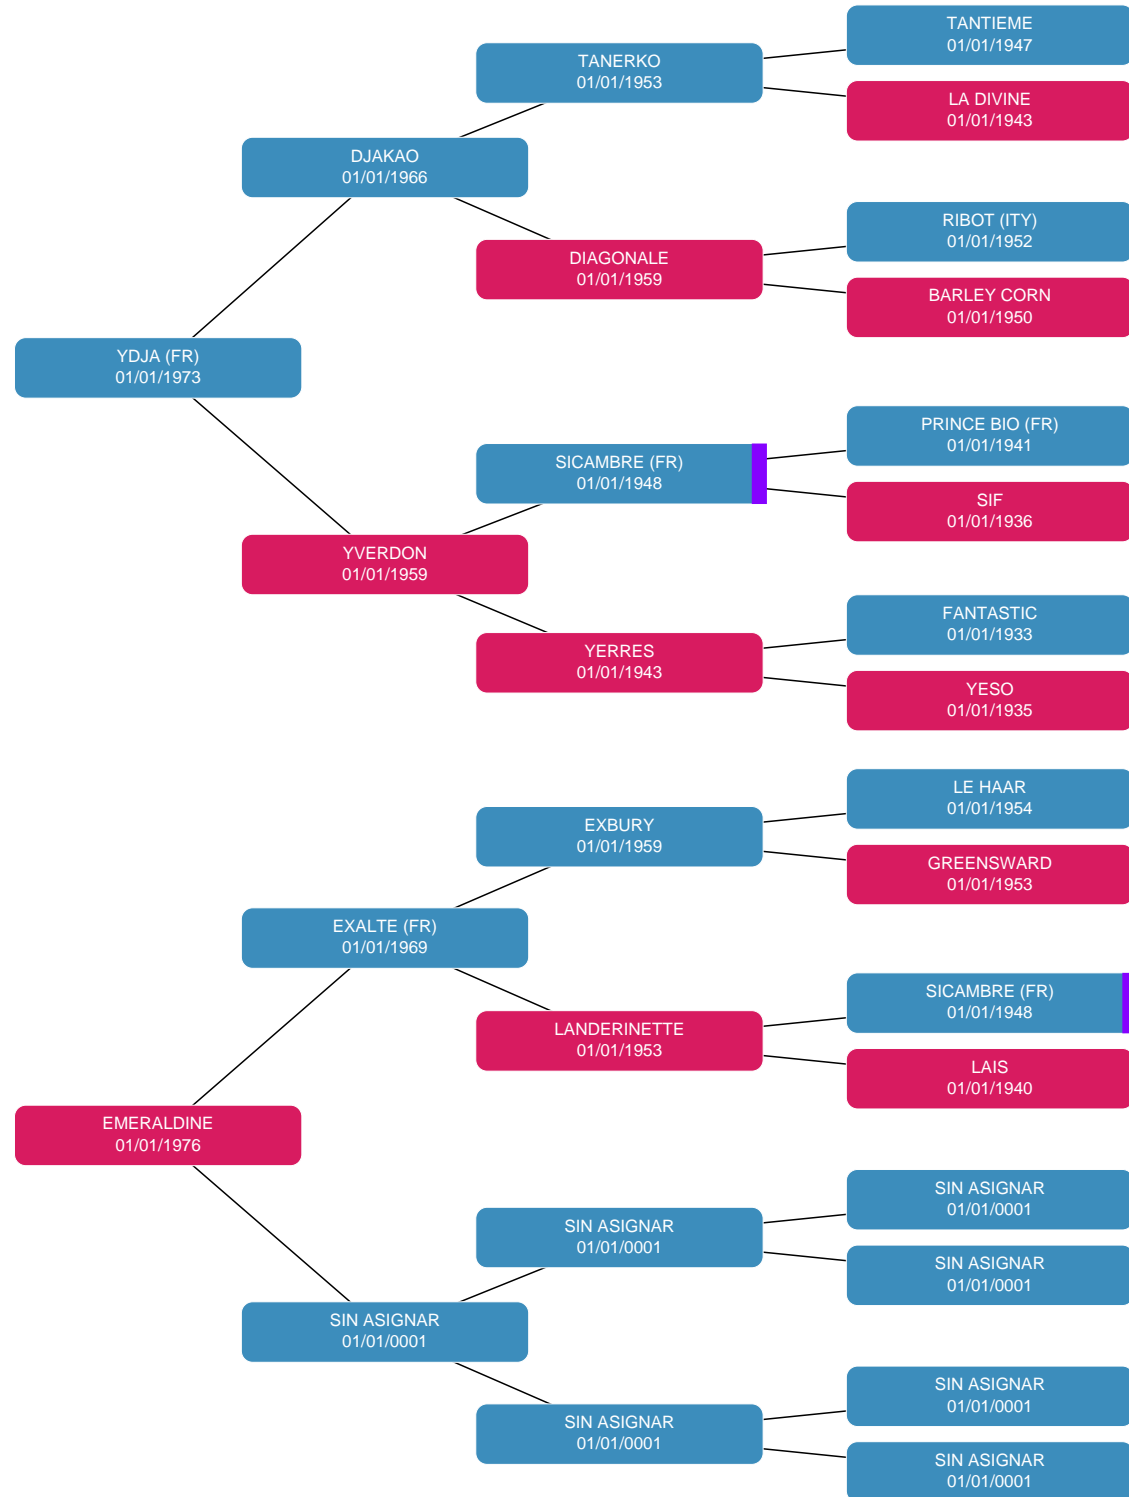 TANTIEME
01/01/1947
TANERKO
01/01/1953
LA DIVINE
01/01/1943
DJAKAO
01/01/1966
RIBOT (ITY)
01/01/1952
DIAGONALE
01/01/1959
BARLEY CORN
01/01/1950
YDJA (FR)
01/01/1973
PRINCE BIO (FR)
01/01/1941
SICAMBRE (FR)
01/01/1948
SIF
01/01/1936
YVERDON
01/01/1959
FANTASTIC
01/01/1933
YERRES
01/01/1943
YESO
01/01/1935
LE HAAR
01/01/1954
EXBURY
01/01/1959
GREENSWARD
01/01/1953
EXALTE (FR)
01/01/1969
SICAMBRE (FR)
01/01/1948
LANDERINETTE
01/01/1953
LAIS
01/01/1940
EMERALDINE
01/01/1976
SIN ASIGNAR
01/01/0001
SIN ASIGNAR
01/01/0001
SIN ASIGNAR
01/01/0001
SIN ASIGNAR
01/01/0001
SIN ASIGNAR
01/01/0001
SIN ASIGNAR
01/01/0001
SIN ASIGNAR
01/01/0001